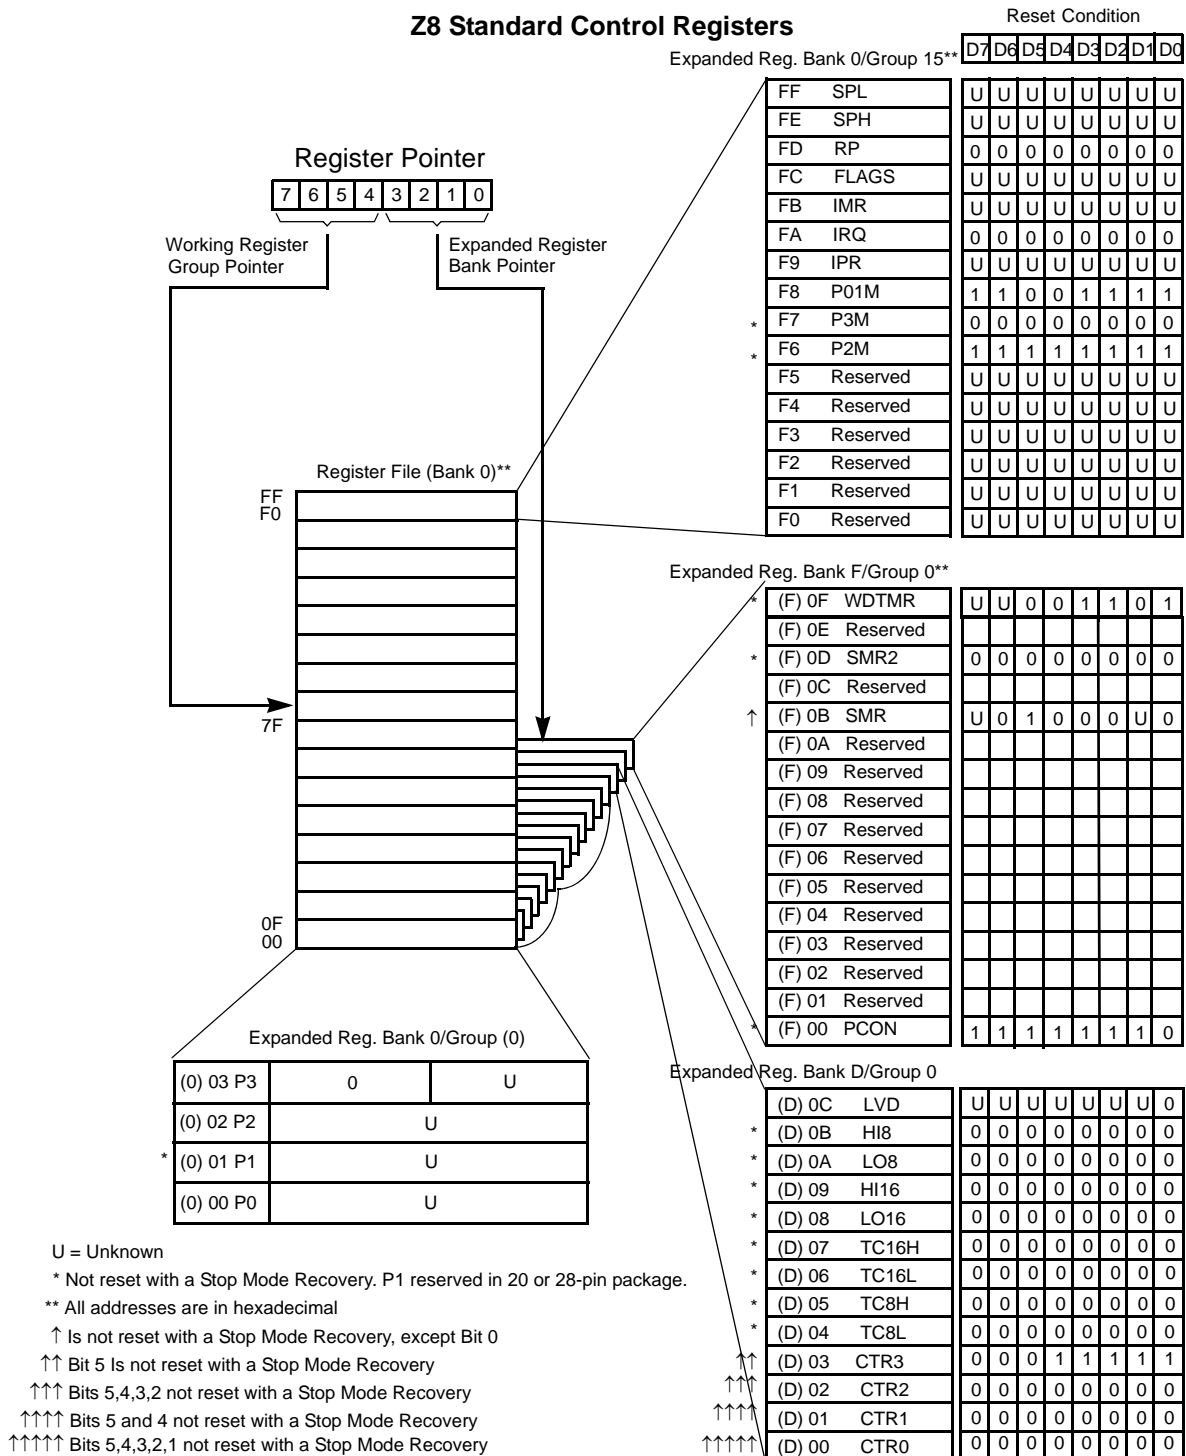 Z8 Standard Control Registers
Reset Condition
Expanded Reg. Bank 0/Group 15**
D7 D6 D5 D4 D3 D2 D1 D0
FF SPL U U U U U U U U
FE SPH U U U U U U U U
FD RP 0 0 0 0 0 0 0 0
FC FLAGS U U U U U U U U
FB IMR U U U U U U U U
FA IRQ 0 0 0 0 0 0 0 0
F9 IPR U U U U U U U U
F8 P01M 1 1 0 0 1 1 1 1
* F7 P3M 0 0 0 0 0 0 0 0
* F6 P2M 1 1 1 1 1 1 1 1
F5 Reserved U U U U U U U U
F4 Reserved U U U U U U U U
F3 Reserved U U U U U U U U
F2 Reserved U U U U U U U U
F1 Reserved U U U U U U U U
F0 Reserved U U U U U U U U
Register Pointer
7 6 5 4 3 2 1 0
Working Register
Group Pointer
Expanded Register
Bank Pointer
Register File (Bank 0)**
FF
F0
7F
0F
00
Expanded Reg. Bank F/Group 0**
* (F) 0F WDTMR U U 0 0 1 1 0 1
(F) 0E Reserved
* (F) 0D SMR2 0 0 0 0 0 0 0 0
(F) 0C Reserved
↑ (F) 0B SMR U 0 1 0 0 0 U 0
(F) 0A Reserved
(F) 09 Reserved
(F) 08 Reserved
(F) 07 Reserved
(F) 06 Reserved
(F) 05 Reserved
(F) 04 Reserved
(F) 03 Reserved
(F) 02 Reserved
(F) 01 Reserved
* (F) 00 PCON 1 1 1 1 1 1 1 0
Expanded Reg. Bank 0/Group (0)
(0) 03 P3 0 U
(0) 02 P2 U
* (0) 01 P1 U
(0) 00 P0 U
Expanded Reg. Bank D/Group 0
(D) 0C LVD U U U U U U U 0
* (D) 0B HI8 0 0 0 0 0 0 0 0
* (D) 0A LO8 0 0 0 0 0 0 0 0
* (D) 09 HI16 0 0 0 0 0 0 0 0
* (D) 08 LO16 0 0 0 0 0 0 0 0
* (D) 07 TC16H 0 0 0 0 0 0 0 0
* (D) 06 TC16L 0 0 0 0 0 0 0 0
* (D) 05 TC8H 0 0 0 0 0 0 0 0
* (D) 04 TC8L 0 0 0 0 0 0 0 0
↑↑ (D) 03 CTR3 0 0 0 1 1 1 1 1
↑↑↑ (D) 02 CTR2 0 0 0 0 0 0 0 0
↑↑↑↑ (D) 01 CTR1 0 0 0 0 0 0 0 0
↑↑↑↑↑ (D) 00 CTR0 0 0 0 0 0 0 0 0
U = Unknown
* Not reset with a Stop Mode Recovery. P1 reserved in 20 or 28-pin package.
** All addresses are in hexadecimal
↑ Is not reset with a Stop Mode Recovery, except Bit 0
↑↑ Bit 5 Is not reset with a Stop Mode Recovery
↑↑↑ Bits 5,4,3,2 not reset with a Stop Mode Recovery
↑↑↑↑ Bits 5 and 4 not reset with a Stop Mode Recovery
↑↑↑↑↑ Bits 5,4,3,2,1 not reset with a Stop Mode Recovery